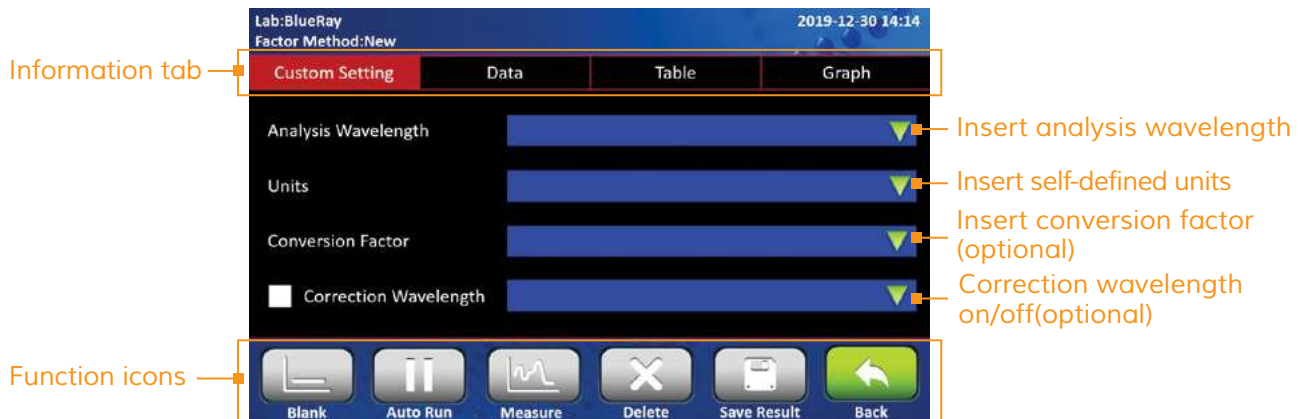 Lab:BlueRay
2019-12-30 14:14
Factor Method:New
Information tab
Custom Setting
Data
Table
Graph
Analysis Wavelength
Insert analysis wavelength
Units
Insert self-defined units
Conversion Factor
Insert conversion factor
(optional)
Correction Wavelength
Correction wavelength
on/off(optional)
Function icons
Blank
Auto Run
Measure
Delete
Save Result
Back